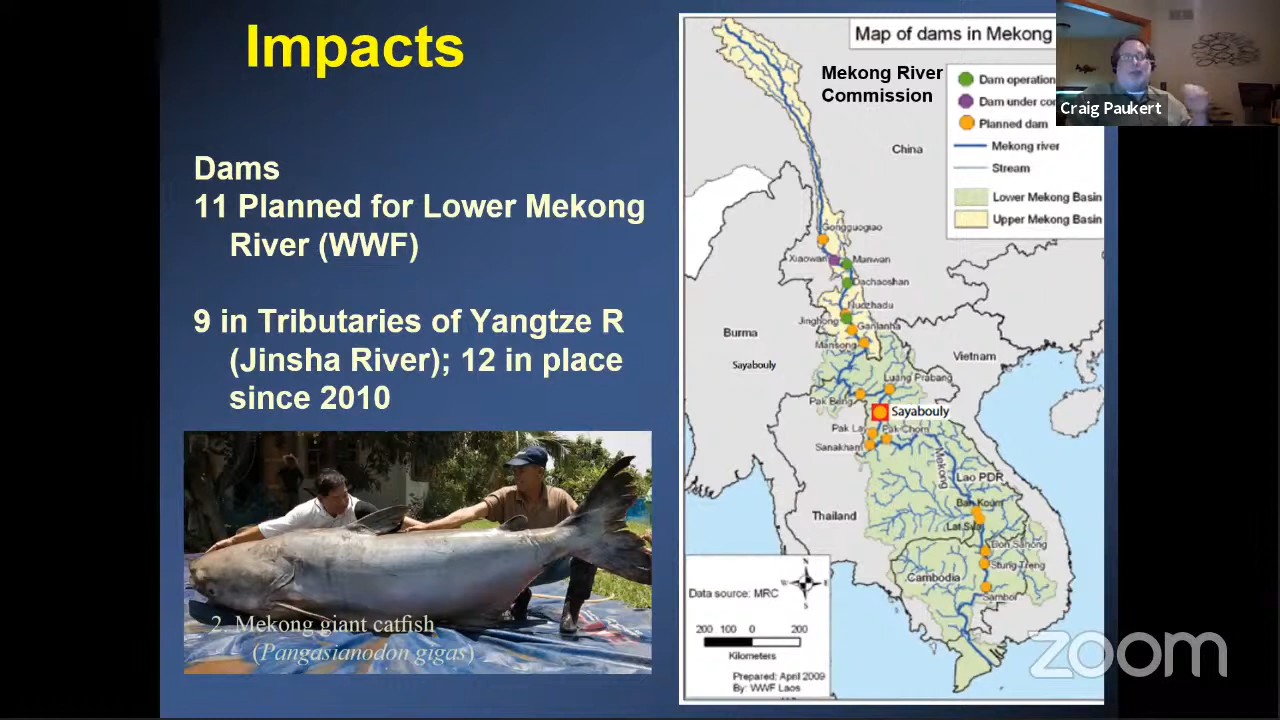 Impacts
Dams
11 Planned for Lower Mekong
River (WWF)
9 in Tributaries of Yangtze R
(Jinsha River); 12 in place
since 2010
2. Mekong giant catfish
(Pangasianodon gigas)
Map of dams in Mekong
Mekong River
Commission
Dam operation
Dam under con
Planned dam
Mekong river
Stream
Lower Mekong Basin
Upper Mekong Basin
Craig Paukert
China
Gongguoqiao
Xiaowan
Manwan
Dachaoshan
Nuozhadu
Jinghong
Ganlanba
Mansong
Burma
Sayabouly
Vietnam
Luang Prabang
Pak Beng
Sayabouly
Pak Lay
Pak Chom
Sanakham
Mekong
Lao PDR
Ban Koum
Lat Sua
Thailand
Don Sahong
Stung Treng
Cambodia
Sambor
N
W
E
S
Data source: MRC
200 100 0 200
Kilometers
Prepared: April 2009
By: WWF Laos
zoom